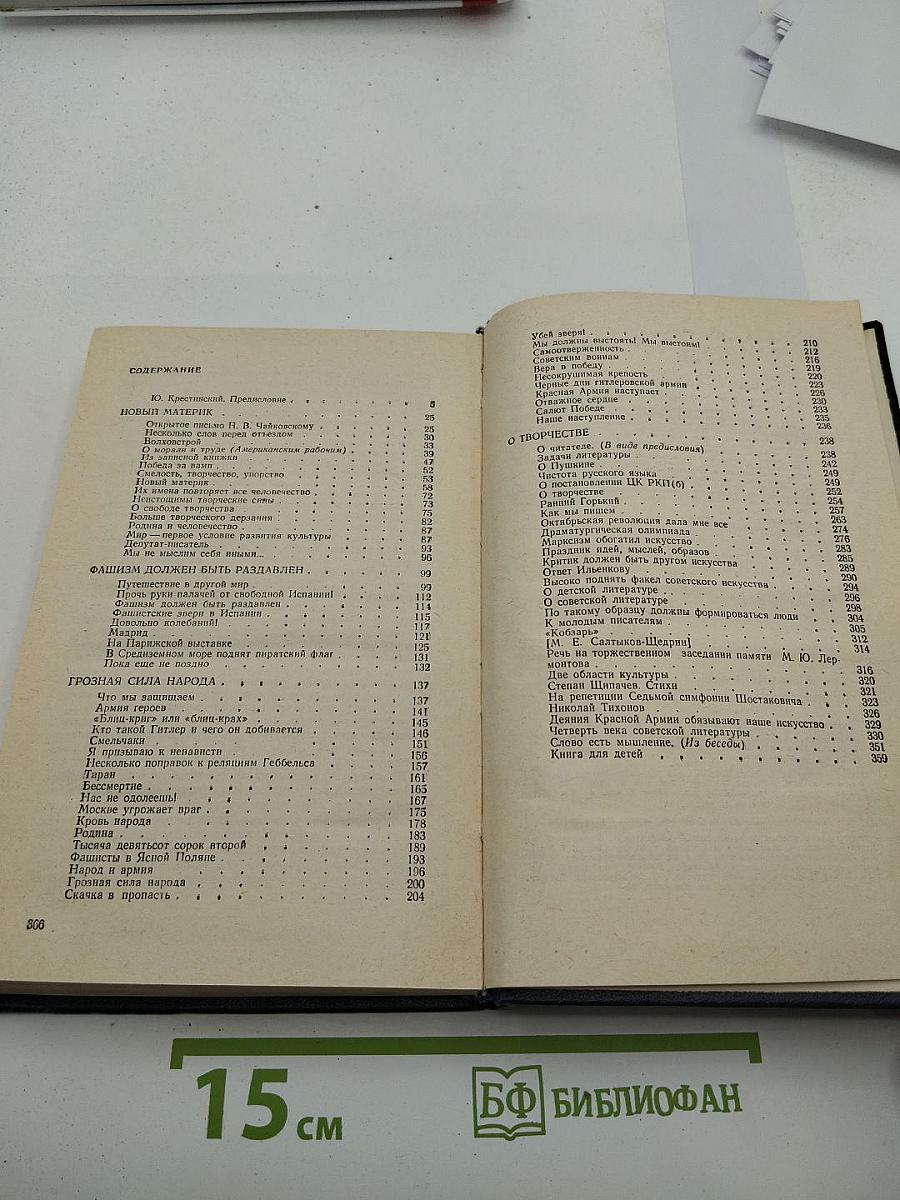 СОДЕРЖАНИЕ
Ю. Крестинский. Предисловие 5
НОВЫЙ МАТЕРИК 25
Открытое письмо Н. В. Чайковскому 25
Несколько слов перед отъездом 30
Волховстрой 33
О морали и труде (Американским рабочим) 39
Из записной книжки 47
Победа за вами 52
Смелость, творчество, упорство 53
Новый материк 58
Их имена повторяет все человечество 72
Неистощимы творческие силы 73
О свободе творчества 75
Больше творческого дерзания 82
Родина и человечество 87
Мир — первое условие развития культуры 87
Депутат-писатель 93
Мы не мыслим себя иными... 96
ФАШИЗМ ДОЛЖЕН БЫТЬ РАЗДАВЛЕН 99
Путешествие в другой мир 99
Прочь руки палачей от свободной Испании! 112
Фашизм должен быть раздавлен 114
Фашистские звери в Испании 115
Довольно колебаний! 117
Мадрид 121
На Парижской выставке 125
В Средиземном море поднят пиратский флаг 131
Пока еще не поздно 132
ГРОЗНАЯ СИЛА НАРОДА 137
Что мы защищаем 137
Армия героев 141
«Блиц-криг» или «блиц-крах» 145
Кто такой Гитлер и чего он добивается 146
Смельчаки 151
Я призываю к ненависти 156
Несколько поправок к реляциям Геббельса 157
Таран 161
Бессмертие 165
Нас не одолеешь! 167
Москве угрожает враг 175
Кровь народа 178
Родина 183
Тысяча девятьсот сорок второй 189
Фашисты в Ясной Поляне 193
Народ и армия 196
Грозная сила народа 200
Скачка в пропасть 204
366
Убей зверя! 210
Мы должны выстоять! Мы выстоим! 212
Самоотверженность 216
Советским воинам 219
Вера в победу 220
Несокрушимая крепость 223
Черные дни гитлеровской армии 226
Красная Армия наступает 230
Отважное сердце 233
Салют Победе 235
Наше наступление 236
О ТВОРЧЕСТВЕ 238
О читателе. (В виде предисловия) 238
Задачи литературы 242
О Пушкине 249
Чистота русского языка 249
О постановлении ЦК РКП(б) 252
О творчестве 254
Ранний Горький 257
Как мы пишем 263
Октябрьская революция дала мне все 274
Драматургическая олимпиада 276
Марксизм обогатил искусство 283
Праздник идей, мыслей, образов 285
Критик должен быть другом искусства 289
Ответ Ильенкову 290
Высоко поднять факел советского искусства 294
О детской литературе 296
О советской литературе 298
По такому образцу должны формироваться люди 304
К молодым писателям 305
«Кобзарь» 312
[М. Е. Салтыков-Щедрин] 314
Речь на торжественном заседании памяти М. Ю. Лер-
монтова 316
Две области культуры 320
Степан Щипачев. Стихи 321
На репетиции Седьмой симфонии Шостаковича 323
Николай Тихонов 326
Деяния Красной Армии обязывают наше искусство 329
Четверть века советской литературы 330
Слово есть мышление. (Из беседы) 351
Книга для детей 359
15 см
БФ БИБЛИОФАН